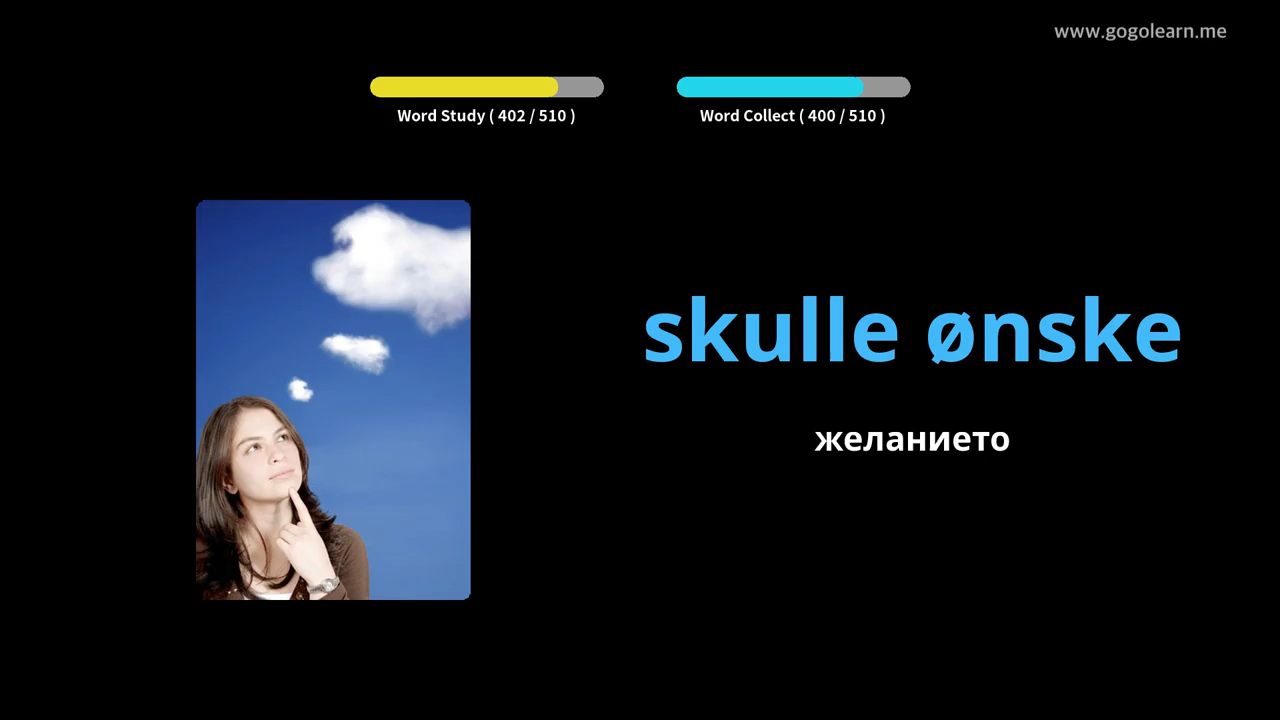 www.gogolearn.me
Word Study ( 402 / 510 )
Word Collect ( 400 / 510 )
skulle ønske
желанието